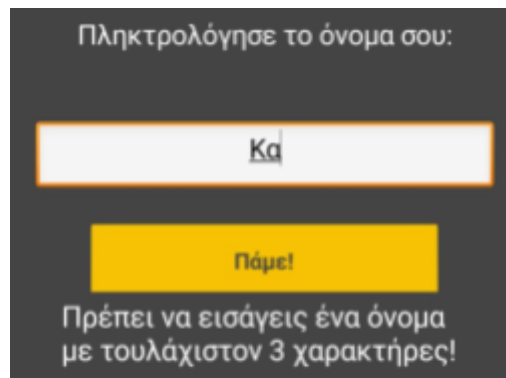 Πληκτρολόγησε το όνομα σου:
Κα
Πάμε!
Πρέπει να εισάγεις ένα όνομα
με τουλάχιστον 3 χαρακτήρες!